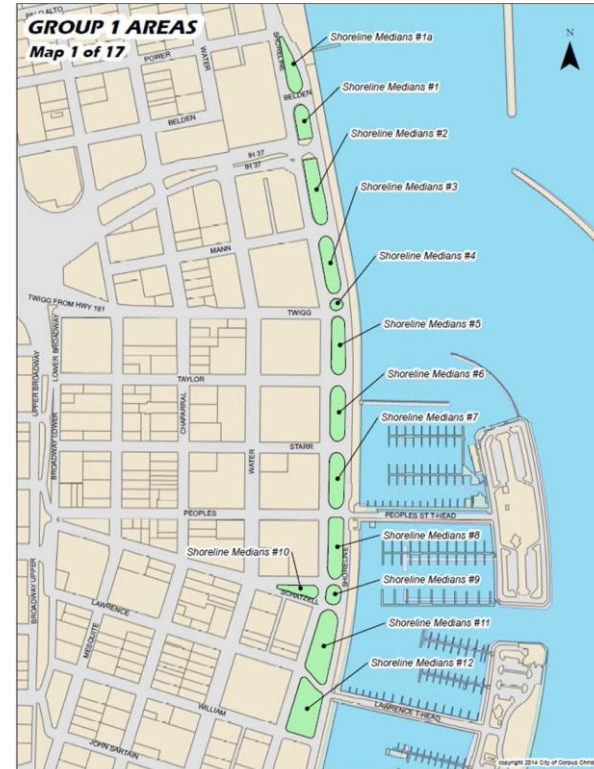 PALO ALTO
GROUP 1 AREAS
Map 1 of 17
N
POWER
WATER
SHORELINE
Shoreline Medians #1a
BELDEN
Shoreline Medians #1
BELDEN
Shoreline Medians #2
IH 37
IH 37
Shoreline Medians #3
MANN
Shoreline Medians #4
TWIGG FROM HWY 181
TWIGG
Shoreline Medians #5
LOWER BROADWAY
UPPER BROADWAY
Shoreline Medians #6
TAYLOR
CHAPARRAL
BROADWAY LOWER
Shoreline Medians #7
STARR
WATER
PEOPLES
PEOPLES ST T-HEAD
Shoreline Medians #8
Shoreline Medians #10
SHORELINE
BROADWAY UPPER
Shoreline Medians #9
SCHATZELL
LAWRENCE
Shoreline Medians #11
MESQUITE
Shoreline Medians #12
WILLIAM
LAWRENCE T-HEAD
JOHN SARTAIN
copyright 2014 City of Corpus Christi